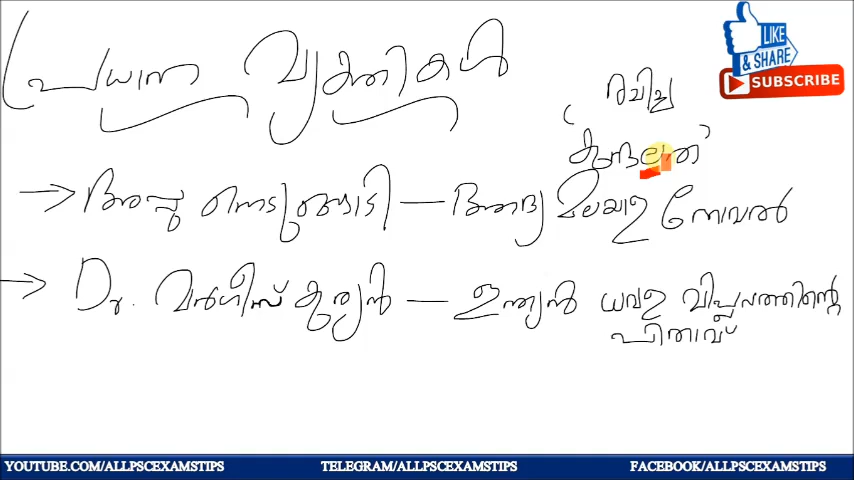 പ്രധാന വ്യക്തികൾ
LIKE
& SHARE
SUBSCRIBE
( രചിച്ച
കുന്ദലത )
→ അപ്പു നെടുങ്ങാടി — ആദ്യ മലയാള നോവൽ
→ Dr. വർഗീസ് കുര്യൻ — ഇന്ത്യൻ ധവള വിപ്ലവത്തിന്റെ
പിതാവ്
YOUTUBE.COM/ALLPSCEXAMSTIPS TELEGRAM/ALLPSCEXAMSTIPS FACEBOOK/ALLPSCEXAMSTIPS